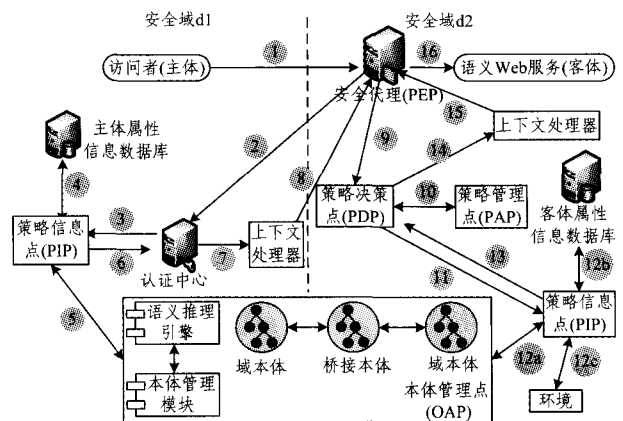 安全域d1
安全域d2
1
16
访问者(主体)
语义Web服务(客体)
安全代理(PEP)
主体属性
信息数据库
2
8
9
15
14
上下文处理器
4
策略信息
点(PIP)
3
6
认证中心
7
上下文
处理器
策略决策
点(PDP)
10
策略管理
点(PAP)
客体属性
信息数据库
11
13
12b
策略信息
点(PIP)
5
语义推理
引擎
域本体
桥接本体
域本体
本体管理
模块
本体管理点
(OAP)
12a
12c
环境